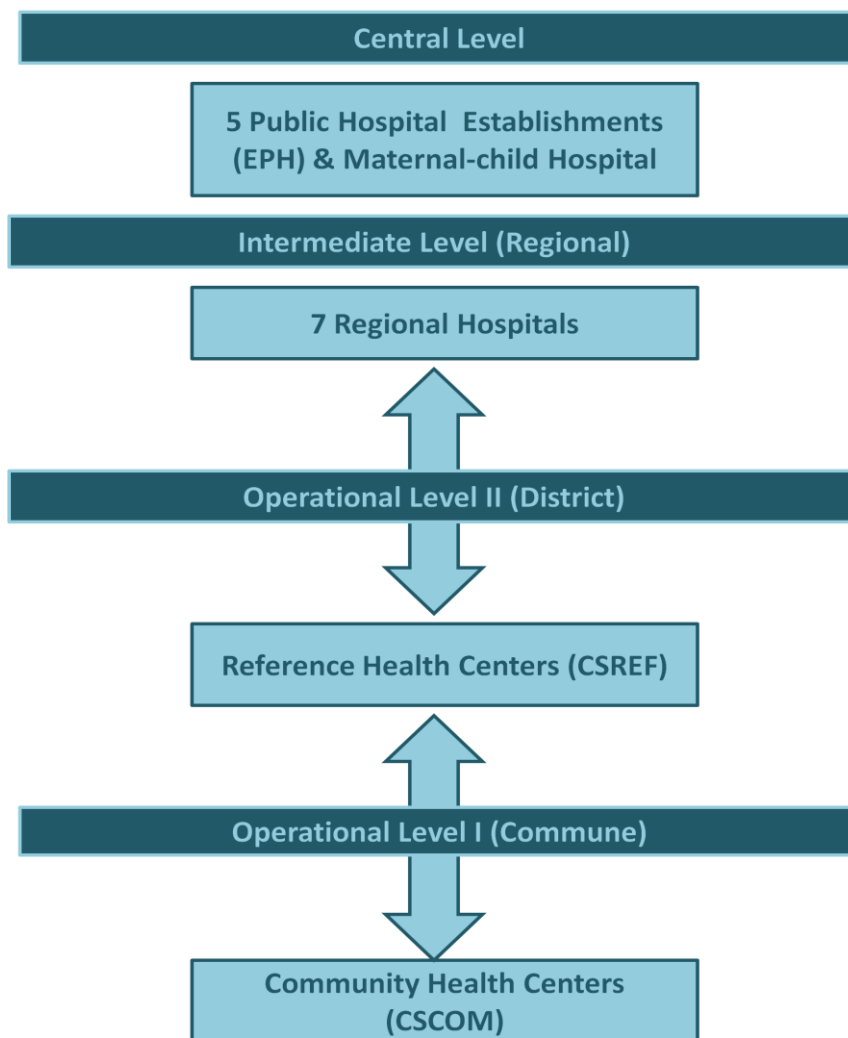 Central Level
5 Public Hospital Establishments
(EPH) & Maternal-child Hospital
Intermediate Level (Regional)
7 Regional Hospitals
Operational Level II (District)
Reference Health Centers (CSREF)
Operational Level I (Commune)
Community Health Centers
(CSCOM)